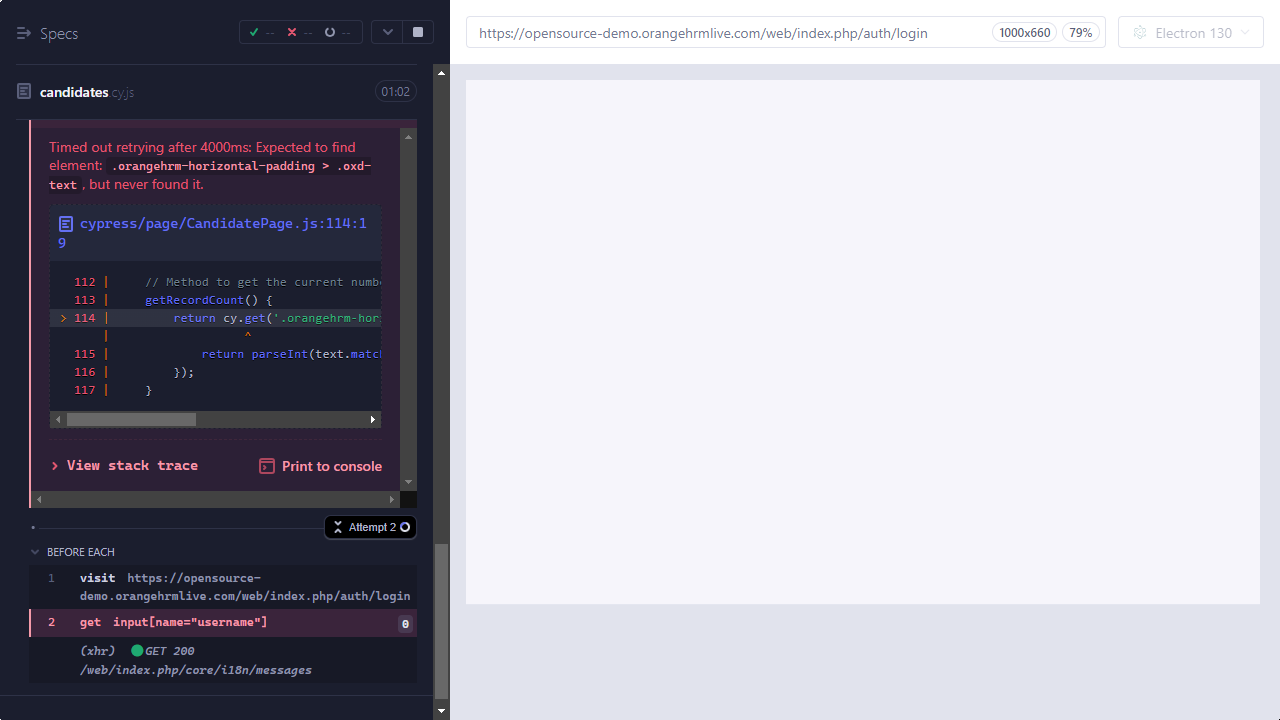 Specs
--
--
--
https://opensource-demo.orangehrmlive.com/web/index.php/auth/login
1000x660
79%
Electron 130
candidates cy.js
01:02
Timed out retrying after 4000ms: Expected to find
element: .orangehrm-horizontal-padding > .oxd-
text , but never found it.
cypress/page/CandidatePage.js:114:1
9
112 | // Method to get the current numbe
113 | getRecordCount() {
> 114 | return cy.get('.orangehrm-hori
| ^
115 | return parseInt(text.match
116 | });
117 | }
> View stack trace
Print to console
Attempt 2
BEFORE EACH
1 visit https://opensource-
demo.orangehrmlive.com/web/index.php/auth/login
2 get input[name="username"] 0
(xhr) GET 200
/web/index.php/core/i18n/messages